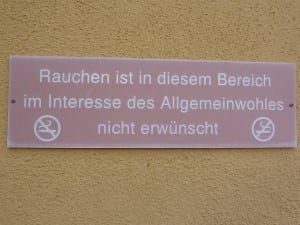 Rauchen ist in diesem Bereich
im Interesse des Allgemeinwohles
nicht erwünscht